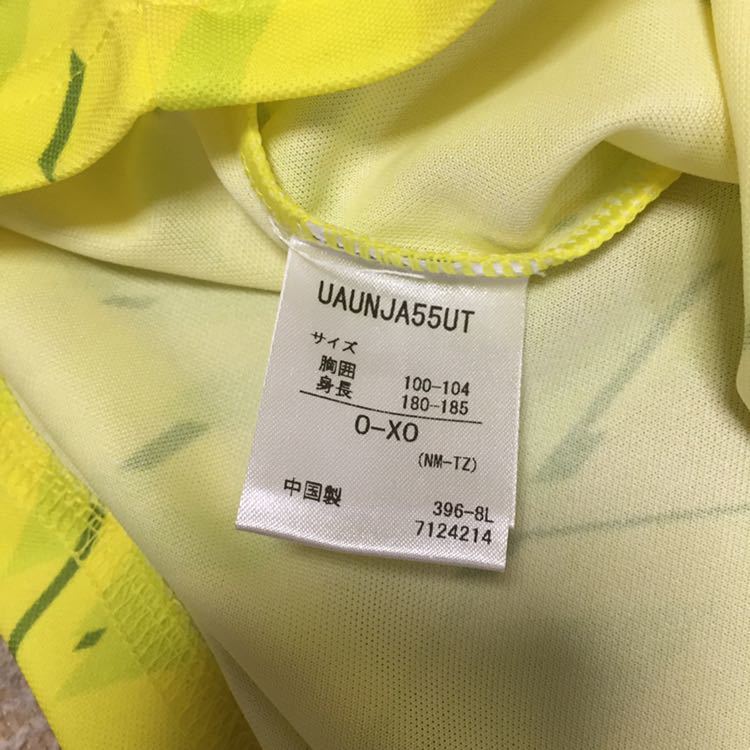 UAUNJA55UT
サイズ
胸囲 100-104
身長 180-185
O-XO
(NM-TZ)
中国製 396-8L
7124214